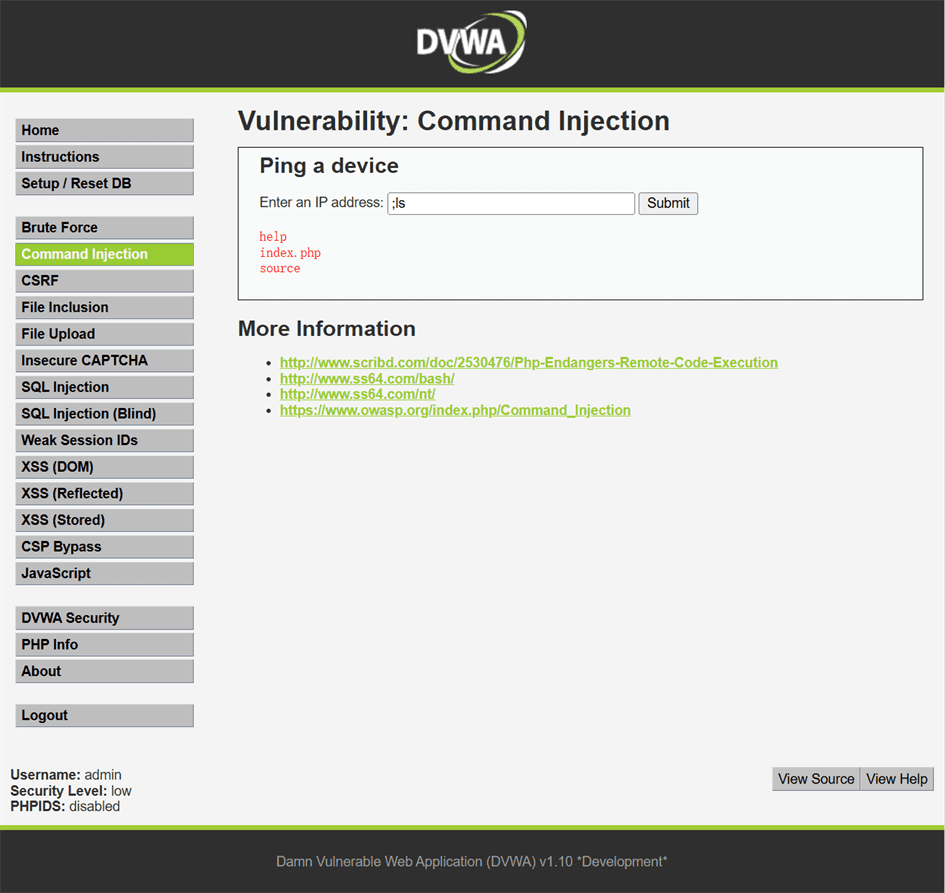 DVWA
Home
Instructions
Setup / Reset DB
Brute Force
Command Injection
CSRF
File Inclusion
File Upload
Insecure CAPTCHA
SQL Injection
SQL Injection (Blind)
Weak Session IDs
XSS (DOM)
XSS (Reflected)
XSS (Stored)
CSP Bypass
JavaScript
DVWA Security
PHP Info
About
Logout
Vulnerability: Command Injection
Ping a device
Enter an IP address: ;ls Submit
help
index.php
source
More Information
http://www.scribd.com/doc/2530476/Php-Endangers-Remote-Code-Execution
http://www.ss64.com/bash/
http://www.ss64.com/nt/
https://www.owasp.org/index.php/Command_Injection
Username: admin
Security Level: low
PHPIDS: disabled
View Source View Help
Damn Vulnerable Web Application (DVWA) v1.10 *Development*